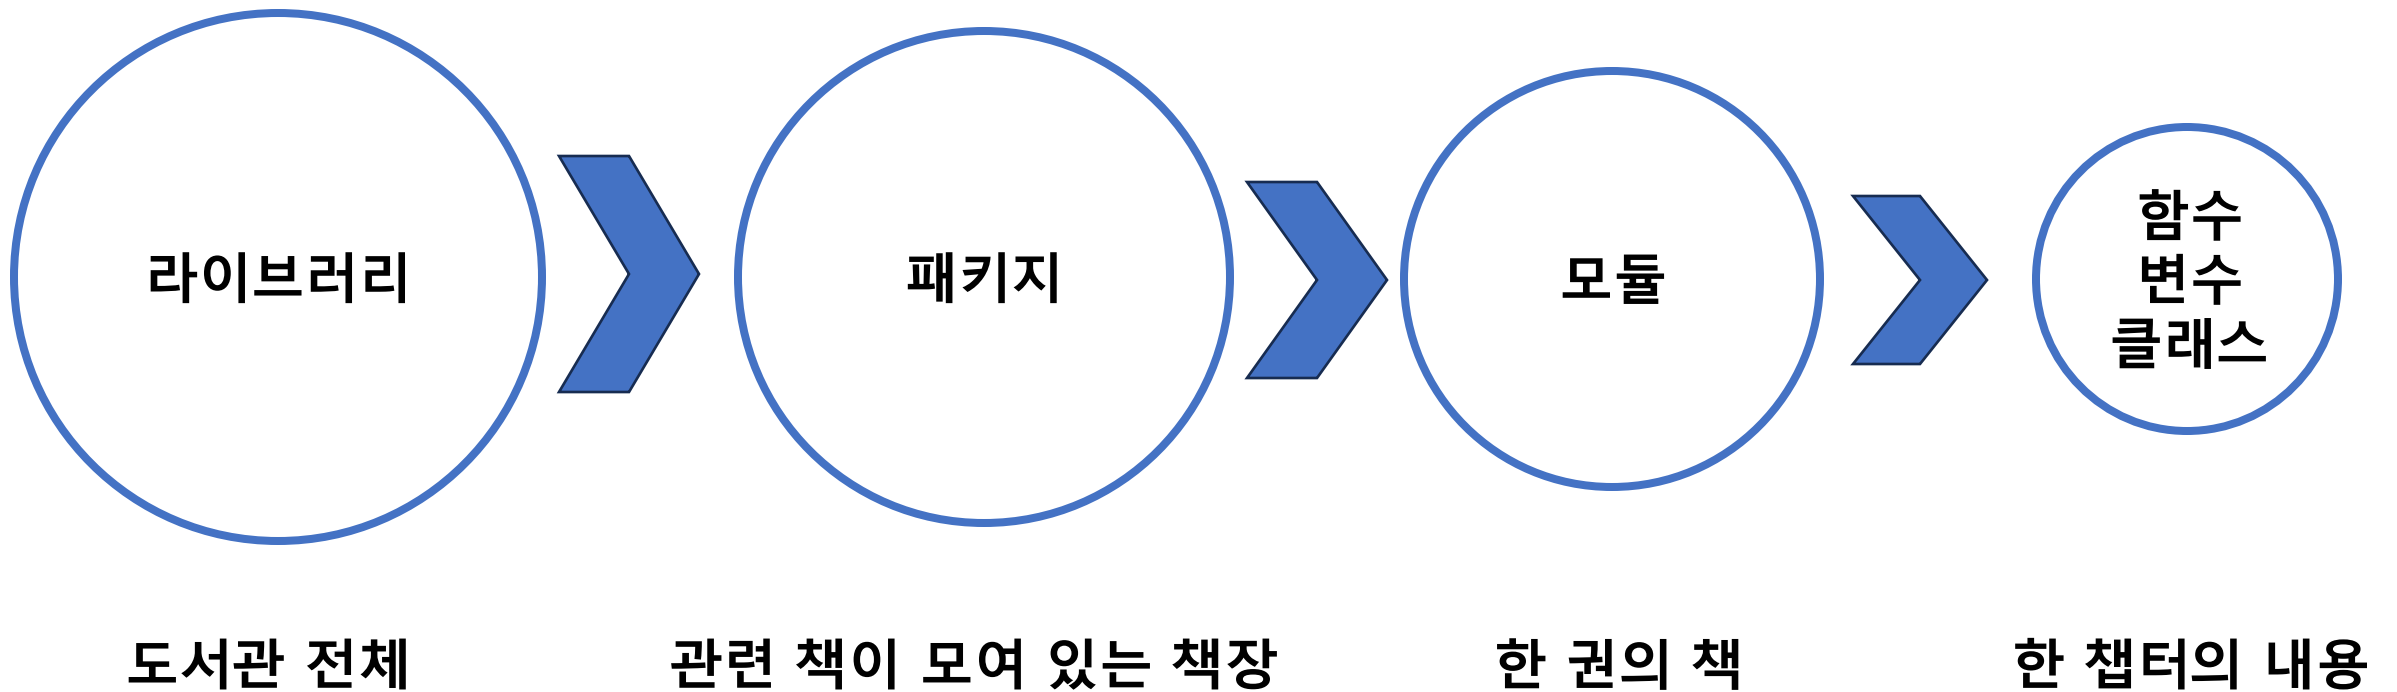 라이브러리
패키지
모듈
함수
변수
클래스
도서관 전체
관련 책이 모여 있는 책장
한 권의 책
한 챕터의 내용